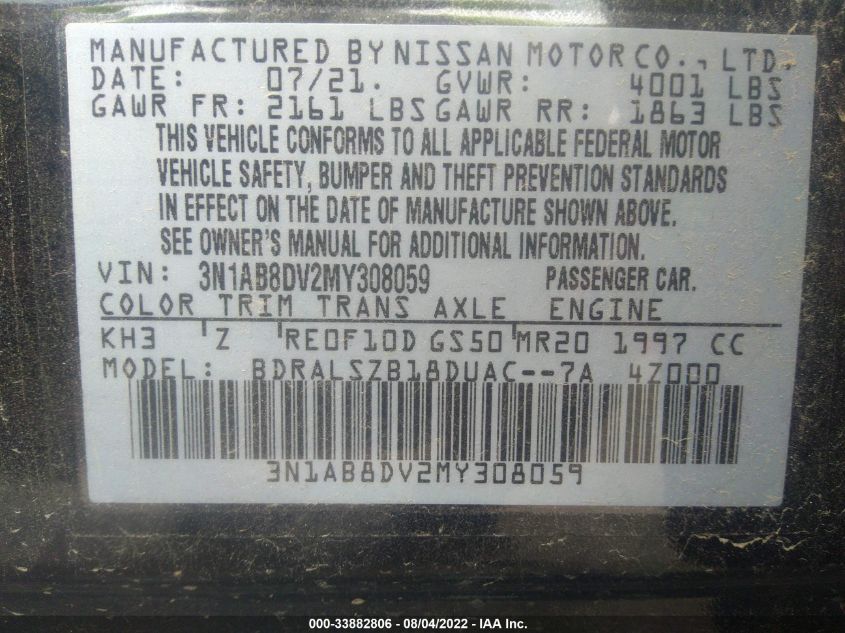 MANUFACTURED BY NISSAN MOTOR CO., LTD.
DATE: 07/21. GVWR: 4001 LBS
GAWR FR: 2161 LBS GAWR RR: 1863 LBS
THIS VEHICLE CONFORMS TO ALL APPLICABLE FEDERAL MOTOR
VEHICLE SAFETY, BUMPER AND THEFT PREVENTION STANDARDS
IN EFFECT ON THE DATE OF MANUFACTURE SHOWN ABOVE.
SEE OWNER'S MANUAL FOR ADDITIONAL INFORMATION.
VIN: 3N1AB8DV2MY308059 PASSENGER CAR.
COLOR TRIM TRANS AXLE ENGINE
KH3 Z RE0F10D GS50 MR20 1997 CC
MODEL: BDRALSZB18DUAC--7A 4Z000
3N1AB8DV2MY308059
000-33882806 - 08/04/2022 - IAA Inc.